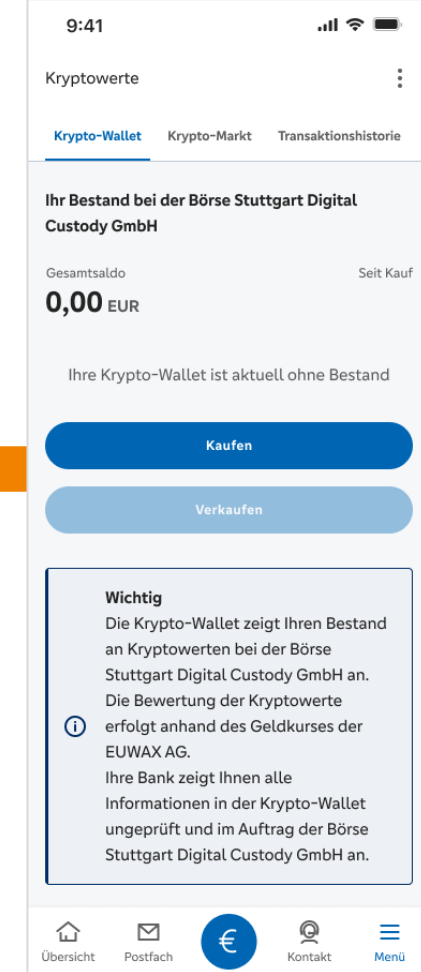 9:41
Kryptowerte
Krypto-Wallet Krypto-Markt Transaktionshistorie
Ihr Bestand bei der Börse Stuttgart Digital
Custody GmbH
Gesamtsaldo Seit Kauf
0,00 EUR
Ihre Krypto-Wallet ist aktuell ohne Bestand
Kaufen
Verkaufen
Wichtig
Die Krypto-Wallet zeigt Ihren Bestand
an Kryptowerten bei der Börse
Stuttgart Digital Custody GmbH an.
Die Bewertung der Kryptowerte
erfolgt anhand des Geldkurses der
EUWAX AG.
Ihre Bank zeigt Ihnen alle
Informationen in der Krypto-Wallet
ungeprüft und im Auftrag der Börse
Stuttgart Digital Custody GmbH an.
€
Übersicht Postfach Kontakt Menü